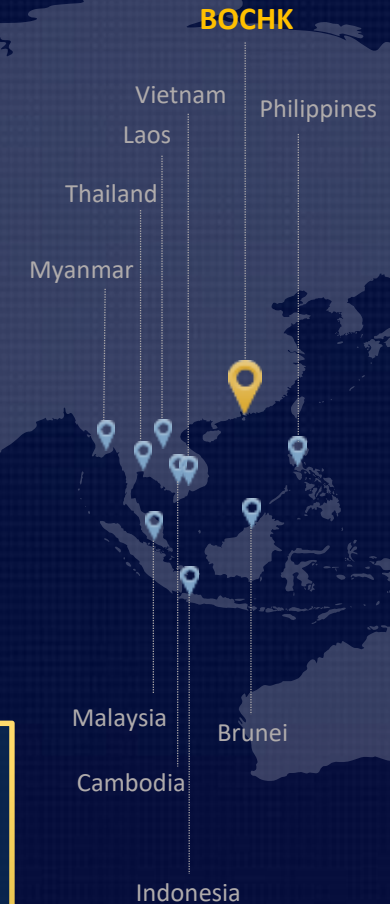 BOCHK
Vietnam
Philippines
Laos
Thailand
Myanmar
Malaysia
Brunei
Cambodia
Indonesia